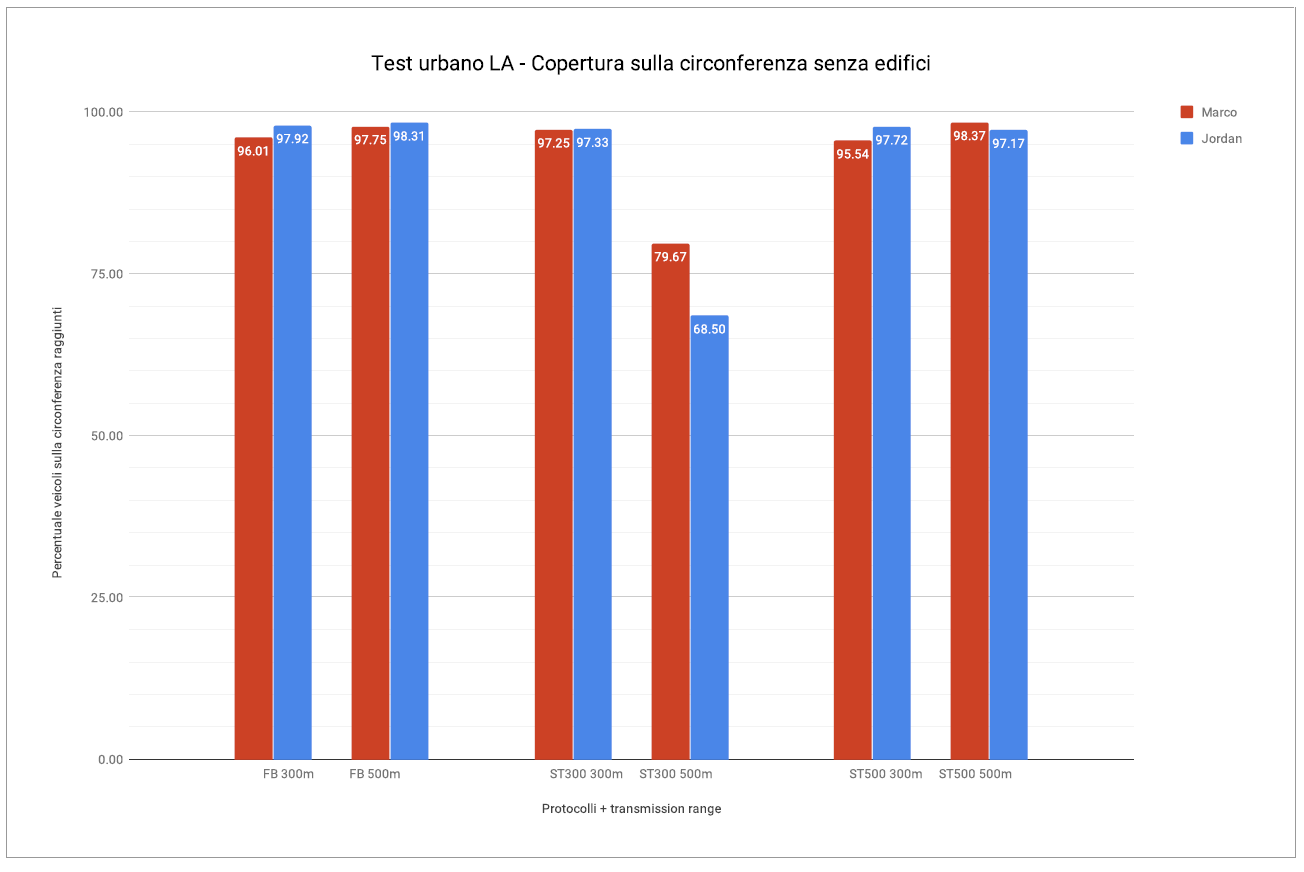 Test urbano LA - Copertura sulla circonferenza senza edifici
Marco
Jordan
Percentuale veicoli sulla circonferenza raggiunti
100.00
75.00
50.00
25.00
0.00
96.01
97.92
97.75
98.31
97.25
97.33
79.67
68.50
95.54
97.72
98.37
97.17
FB 300m
FB 500m
ST300 300m
ST300 500m
ST500 300m
ST500 500m
Protocolli + transmission range